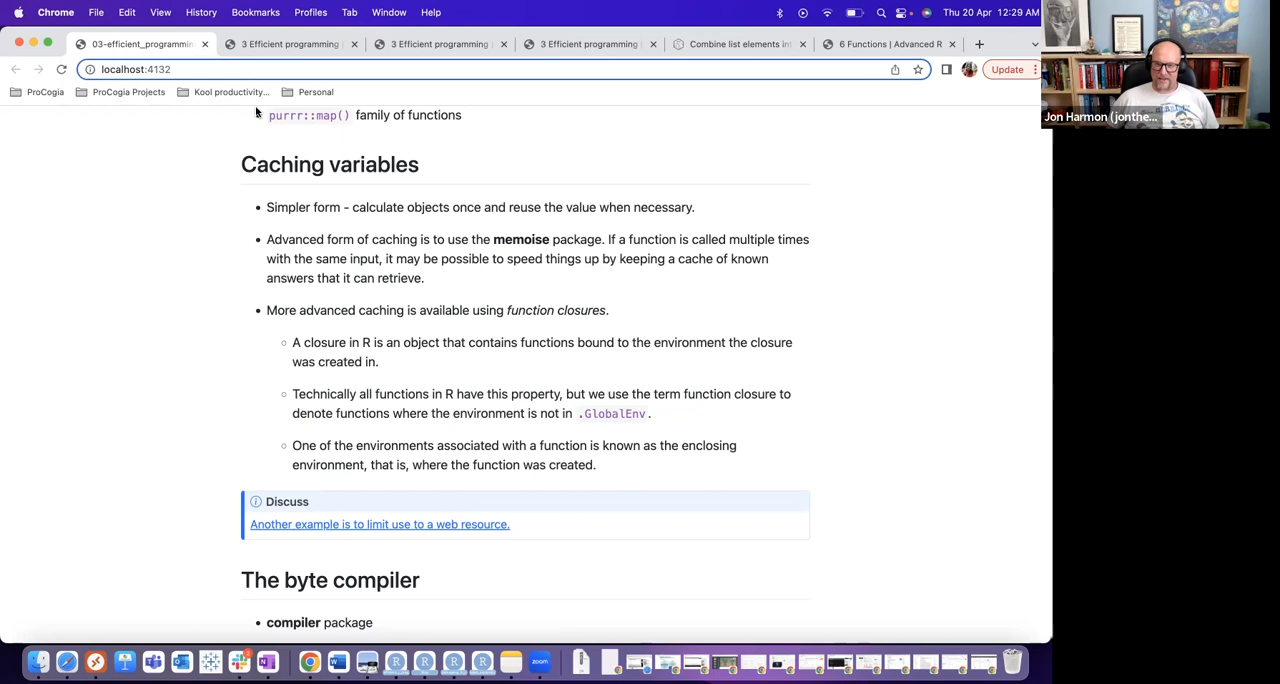 Chrome File Edit View History Bookmarks Profiles Tab Window Help Thu 20 Apr 12:29 AM
03-efficient_programmin 3 Efficient programming 3 Efficient programming 3 Efficient programming Combine list elements in 6 Functions | Advanced R
localhost:4132 Update
ProCogia ProCogia Projects Kool productivity... Personal
Jon Harmon (jonthe...
purrr::map() family of functions
Caching variables
• Simpler form - calculate objects once and reuse the value when necessary.
• Advanced form of caching is to use the memoise package. If a function is called multiple times
with the same input, it may be possible to speed things up by keeping a cache of known
answers that it can retrieve.
• More advanced caching is available using function closures.
○ A closure in R is an object that contains functions bound to the environment the closure
was created in.
○ Technically all functions in R have this property, but we use the term function closure to
denote functions where the environment is not in .GlobalEnv.
○ One of the environments associated with a function is known as the enclosing
environment, that is, where the function was created.
Discuss
Another example is to limit use to a web resource.
The byte compiler
• compiler package
zoom